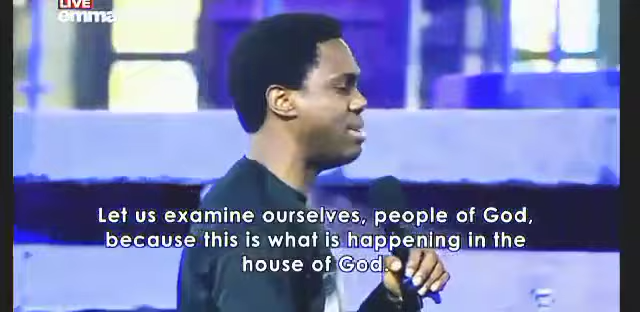 LIVE
emma
Let us examine ourselves, people of God,
because this is what is happening in the
house of God.